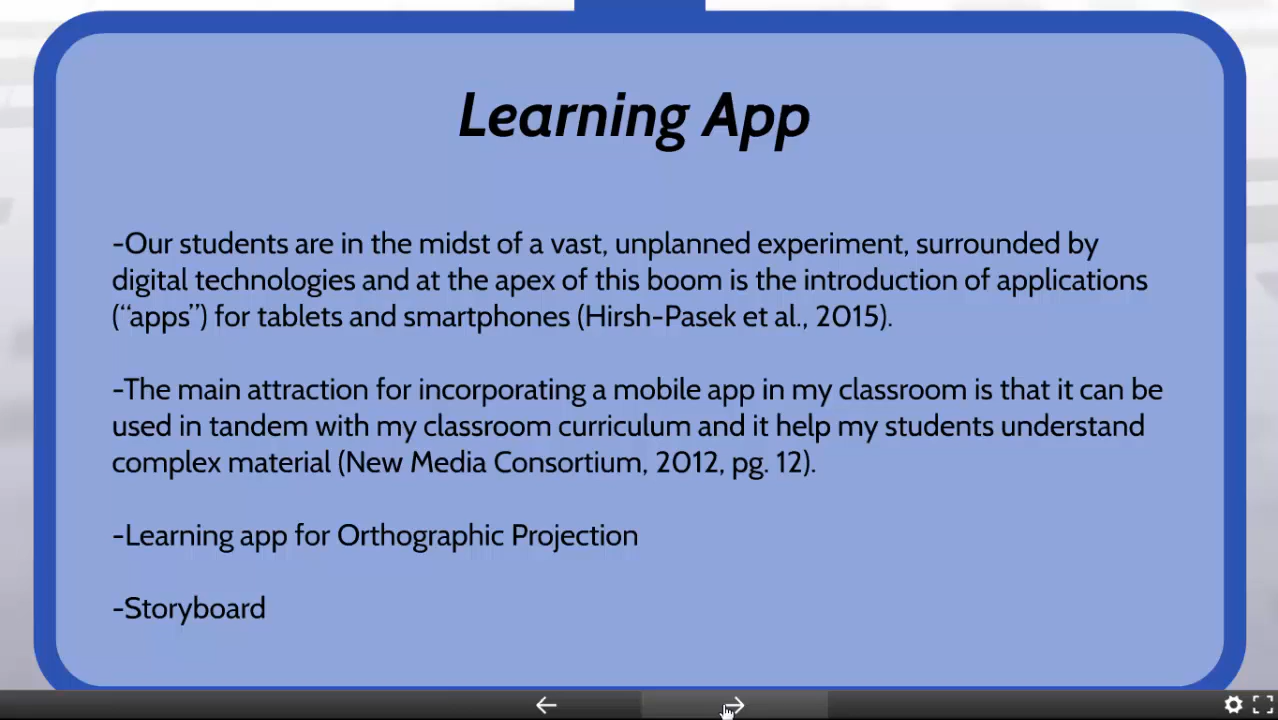 Learning App
-Our students are in the midst of a vast, unplanned experiment, surrounded by
digital technologies and at the apex of this boom is the introduction of applications
(“apps”) for tablets and smartphones (Hirsh-Pasek et al., 2015).
-The main attraction for incorporating a mobile app in my classroom is that it can be
used in tandem with my classroom curriculum and it help my students understand
complex material (New Media Consortium, 2012, pg. 12).
-Learning app for Orthographic Projection
-Storyboard